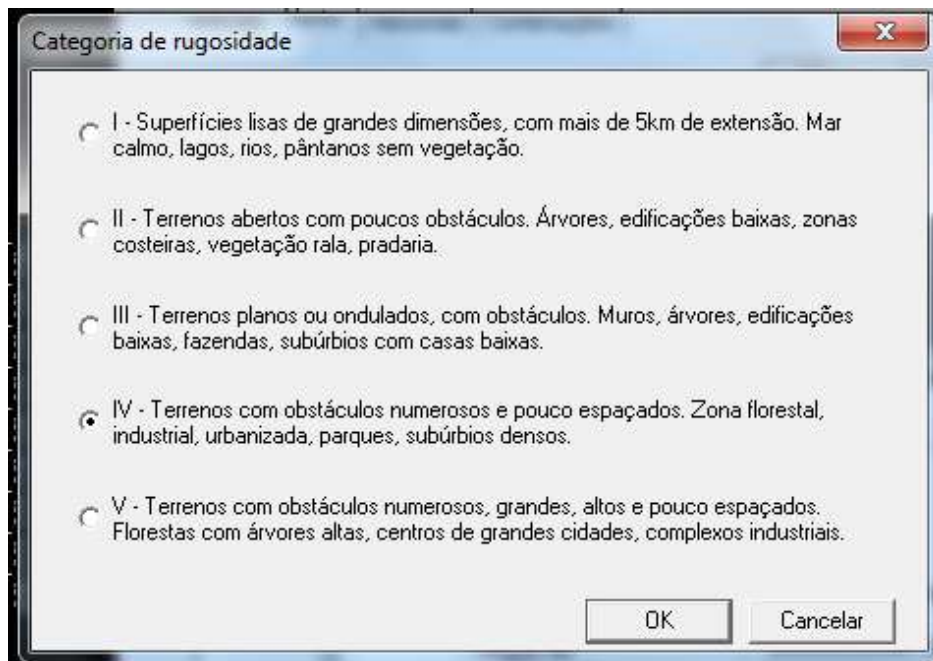 Categoria de rugosidade
I - Superfícies lisas de grandes dimensões, com mais de 5km de extensão. Mar
calmo, lagos, rios, pântanos sem vegetação.
II - Terrenos abertos com poucos obstáculos. Árvores, edificações baixas, zonas
costeiras, vegetação rala, pradaria.
III - Terrenos planos ou ondulados, com obstáculos. Muros, árvores, edificações
baixas, fazendas, subúrbios com casas baixas.
IV - Terrenos com obstáculos numerosos e pouco espaçados. Zona florestal,
industrial, urbanizada, parques, subúrbios densos.
V - Terrenos com obstáculos numerosos, grandes, altos e pouco espaçados.
Florestas com árvores altas, centros de grandes cidades, complexos industriais.
OK
Cancelar